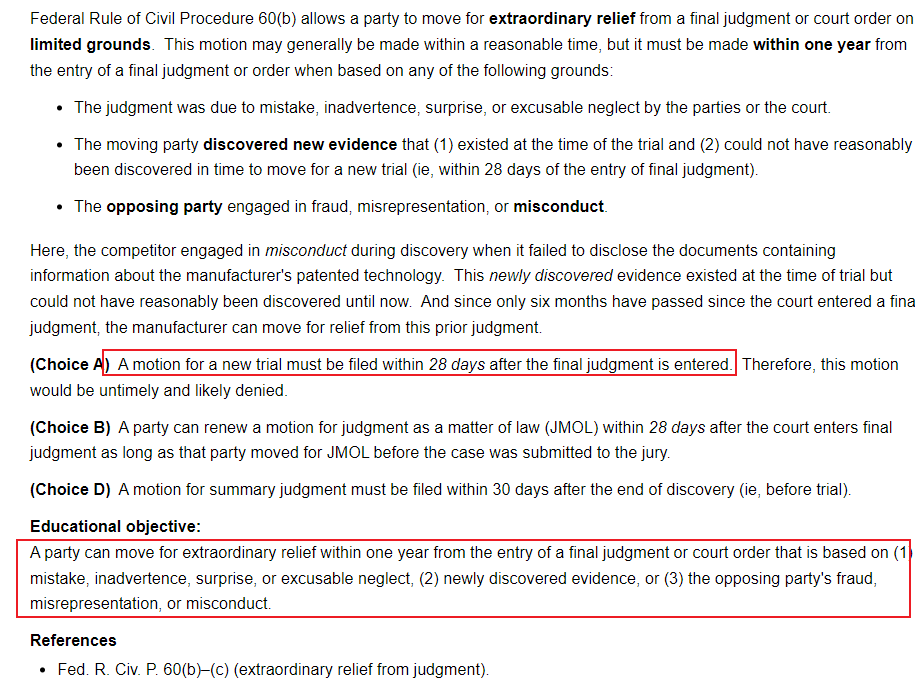 Federal Rule of Civil Procedure 60(b) allows a party to move for extraordinary relief from a final judgment or court order on
limited grounds. This motion may generally be made within a reasonable time, but it must be made within one year from
the entry of a final judgment or order when based on any of the following grounds:
• The judgment was due to mistake, inadvertence, surprise, or excusable neglect by the parties or the court.
• The moving party discovered new evidence that (1) existed at the time of the trial and (2) could not have reasonably
been discovered in time to move for a new trial (ie, within 28 days of the entry of final judgment).
• The opposing party engaged in fraud, misrepresentation, or misconduct.
Here, the competitor engaged in misconduct during discovery when it failed to disclose the documents containing
information about the manufacturer's patented technology. This newly discovered evidence existed at the time of trial but
could not have reasonably been discovered until now. And since only six months have passed since the court entered a fina
judgment, the manufacturer can move for relief from this prior judgment.
(Choice A) A motion for a new trial must be filed within 28 days after the final judgment is entered. Therefore, this motion
would be untimely and likely denied.
(Choice B) A party can renew a motion for judgment as a matter of law (JMOL) within 28 days after the court enters final
judgment as long as that party moved for JMOL before the case was submitted to the jury.
(Choice D) A motion for summary judgment must be filed within 30 days after the end of discovery (ie, before trial).
Educational objective:
A party can move for extraordinary relief within one year from the entry of a final judgment or court order that is based on (1)
mistake, inadvertence, surprise, or excusable neglect, (2) newly discovered evidence, or (3) the opposing party's fraud,
misrepresentation, or misconduct.
References
• Fed. R. Civ. P. 60(b)–(c) (extraordinary relief from judgment).